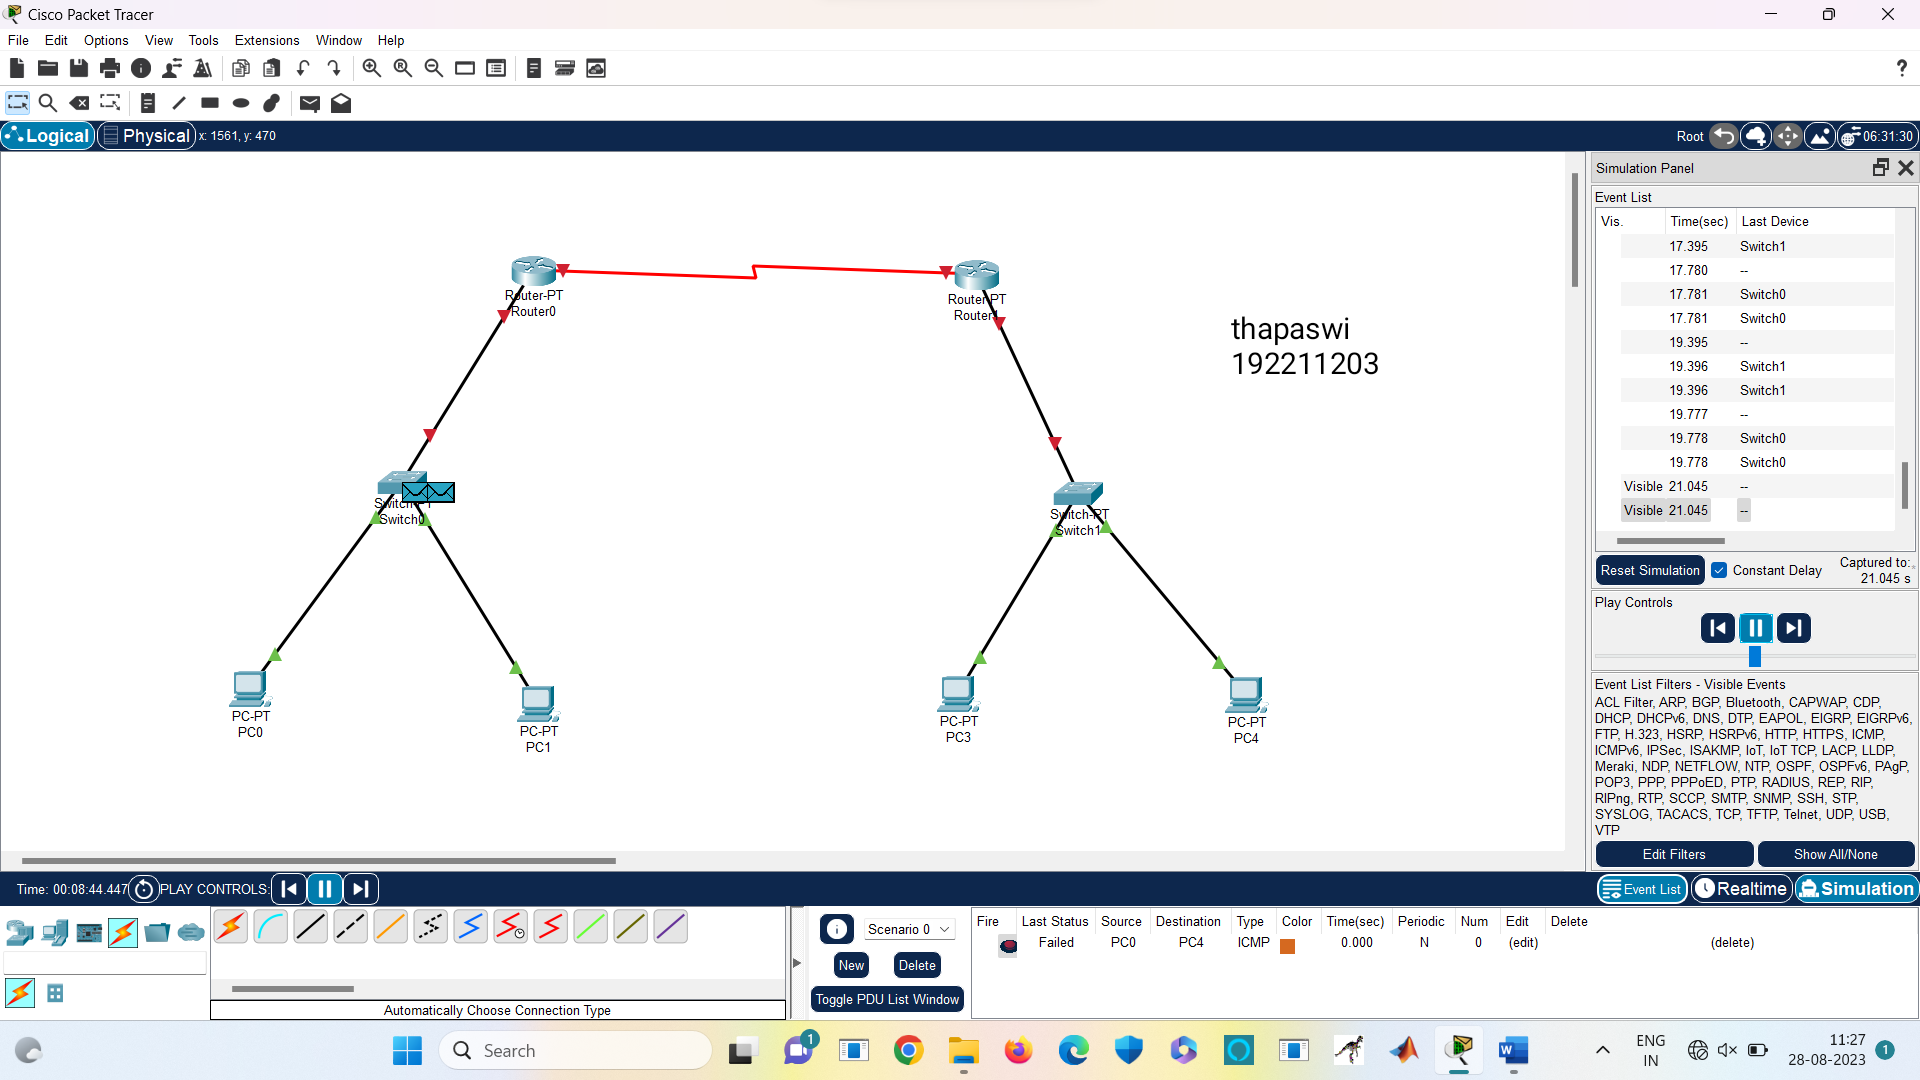 Cisco Packet Tracer
File Edit Options View Tools Extensions Window Help
?
Logical Physical x: 1561, y: 470
Root 06:31:30
Simulation Panel
Event List
Vis. Time(sec) Last Device
17.395 Switch1
17.780 --
17.781 Switch0
17.781 Switch0
19.395 --
19.396 Switch1
19.396 Switch1
19.777 --
19.778 Switch0
19.778 Switch0
Visible 21.045 --
Visible 21.045 --
Reset Simulation Constant Delay Captured to:
21.045 s
Play Controls
Event List Filters - Visible Events
ACL Filter, ARP, BGP, Bluetooth, CAPWAP, CDP,
DHCP, DHCPv6, DNS, DTP, EAPOL, EIGRP, EIGRPv6,
FTP, H.323, HSRP, HSRPv6, HTTP, HTTPS, ICMP,
ICMPv6, IPSec, ISAKMP, IoT, IoT TCP, LACP, LLDP,
Meraki, NDP, NETFLOW, NTP, OSPF, OSPFv6, PAgP,
POP3, PPP, PPPoED, PTP, RADIUS, REP, RIP,
RIPng, RTP, SCCP, SMTP, SNMP, SSH, STP,
SYSLOG, TACACS, TCP, TFTP, Telnet, UDP, USB,
VTP
Edit Filters Show All/None
Router-PT
Router0
Router-PT
thapaswi
192211203
Switch0
Switch-PT
Switch1
PC-PT
PC0
PC-PT
PC1
PC-PT
PC3
PC-PT
PC4
Time: 00:08:44.447 PLAY CONTROLS:
Event List Realtime Simulation
Automatically Choose Connection Type
Scenario 0
New Delete
Toggle PDU List Window
Fire Last Status Source Destination Type Color Time(sec) Periodic Num Edit Delete
Failed PC0 PC4 ICMP 0.000 N 0 (edit) (delete)
Search
1
ENG
IN
11:27
28-08-2023
1